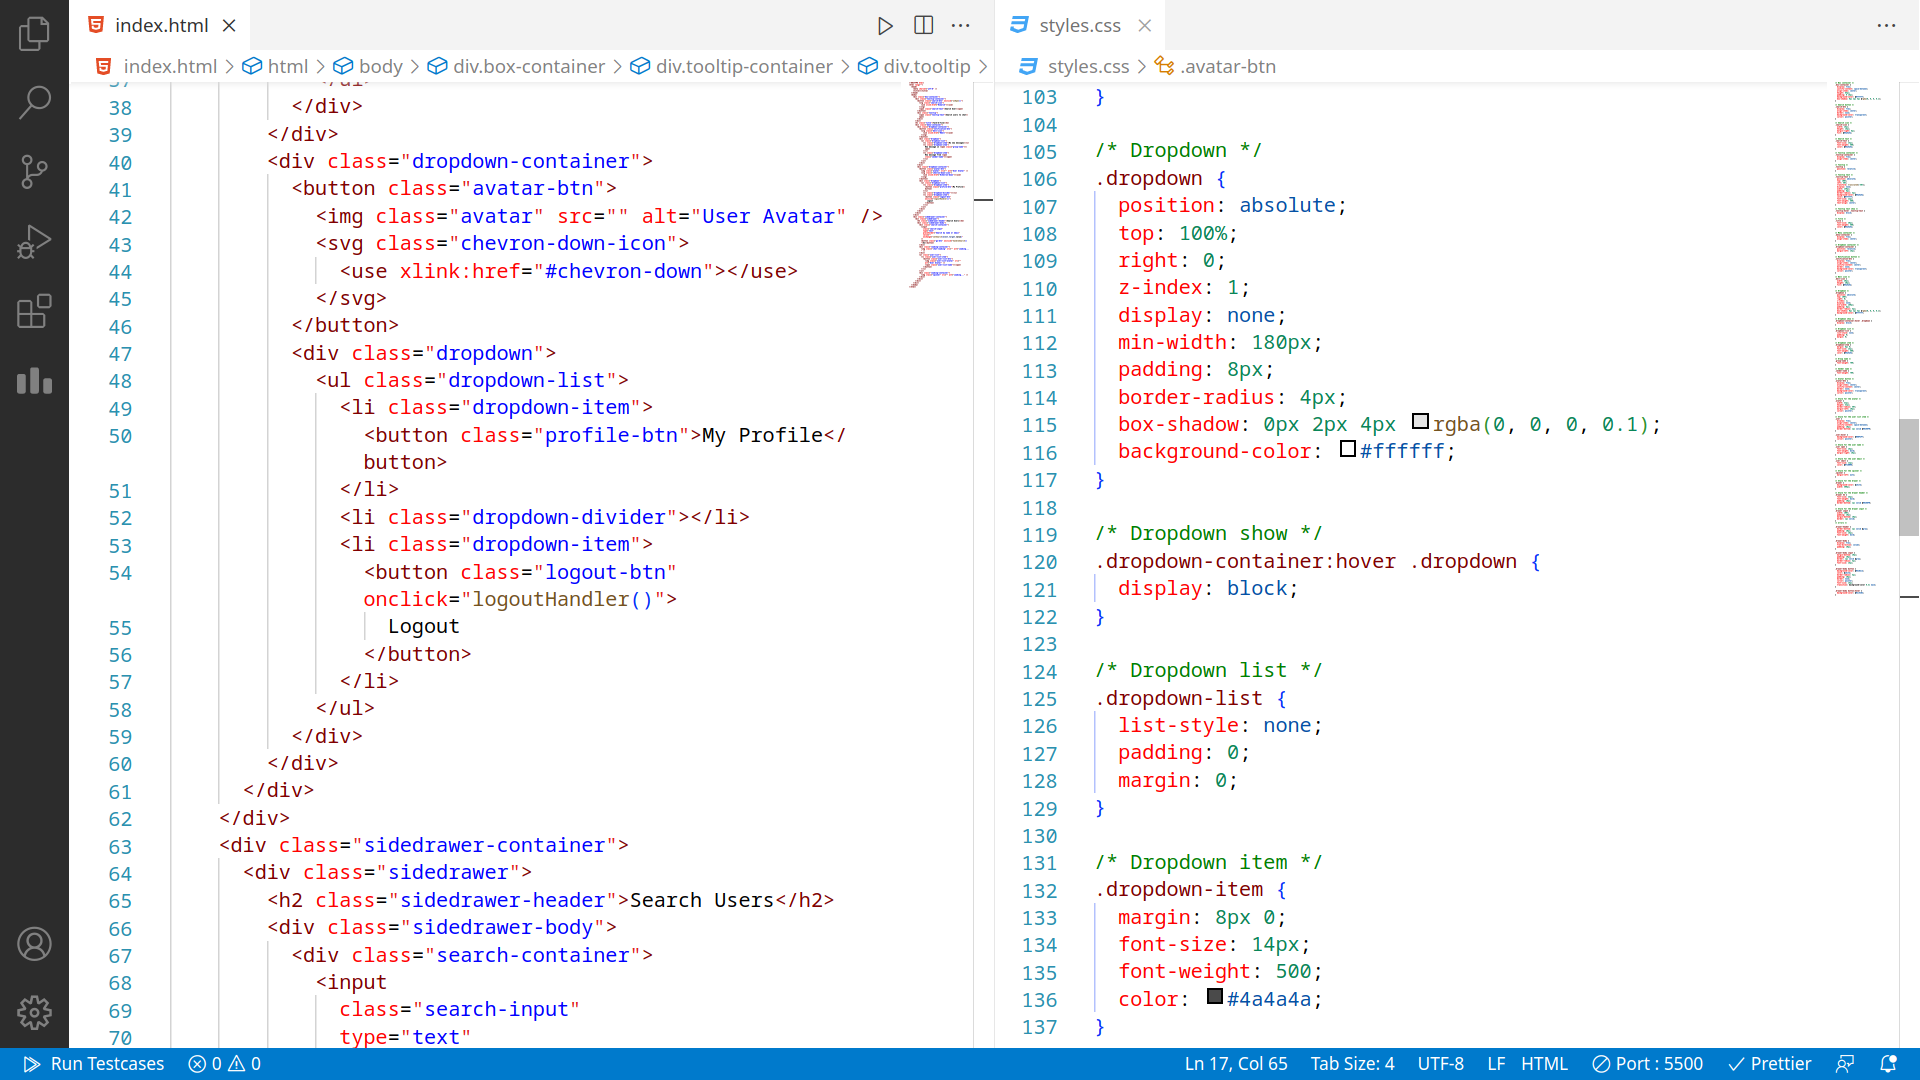 index.html
index.html html body div.box-container div.tooltip-container div.tooltip
37 </ul>
38 </div>
39 </div>
40 <div class="dropdown-container">
41 <button class="avatar-btn">
42 <img class="avatar" src="" alt="User Avatar" />
43 <svg class="chevron-down-icon">
44 <use xlink:href="#chevron-down"></use>
45 </svg>
46 </button>
47 <div class="dropdown">
48 <ul class="dropdown-list">
49 <li class="dropdown-item">
50 <button class="profile-btn">My Profile</
button>
51 </li>
52 <li class="dropdown-divider"></li>
53 <li class="dropdown-item">
54 <button class="logout-btn"
onclick="logoutHandler()">
55 Logout
56 </button>
57 </li>
58 </ul>
59 </div>
60 </div>
61 </div>
62 </div>
63 <div class="sidedrawer-container">
64 <div class="sidedrawer">
65 <h2 class="sidedrawer-header">Search Users</h2>
66 <div class="sidedrawer-body">
67 <div class="search-container">
68 <input
69 class="search-input"
70 type="text"
styles.css
styles.css .avatar-btn
103 }
104
105 /* Dropdown */
106 .dropdown {
107 position: absolute;
108 top: 100%;
109 right: 0;
110 z-index: 1;
111 display: none;
112 min-width: 180px;
113 padding: 8px;
114 border-radius: 4px;
115 box-shadow: 0px 2px 4px rgba(0, 0, 0, 0.1);
116 background-color: #ffffff;
117 }
118
119 /* Dropdown show */
120 .dropdown-container:hover .dropdown {
121 display: block;
122 }
123
124 /* Dropdown list */
125 .dropdown-list {
126 list-style: none;
127 padding: 0;
128 margin: 0;
129 }
130
131 /* Dropdown item */
132 .dropdown-item {
133 margin: 8px 0;
134 font-size: 14px;
135 font-weight: 500;
136 color: #4a4a4a;
137 }
Run Testcases 0 0 Ln 17, Col 65 Tab Size: 4 UTF-8 LF HTML Port : 5500 Prettier